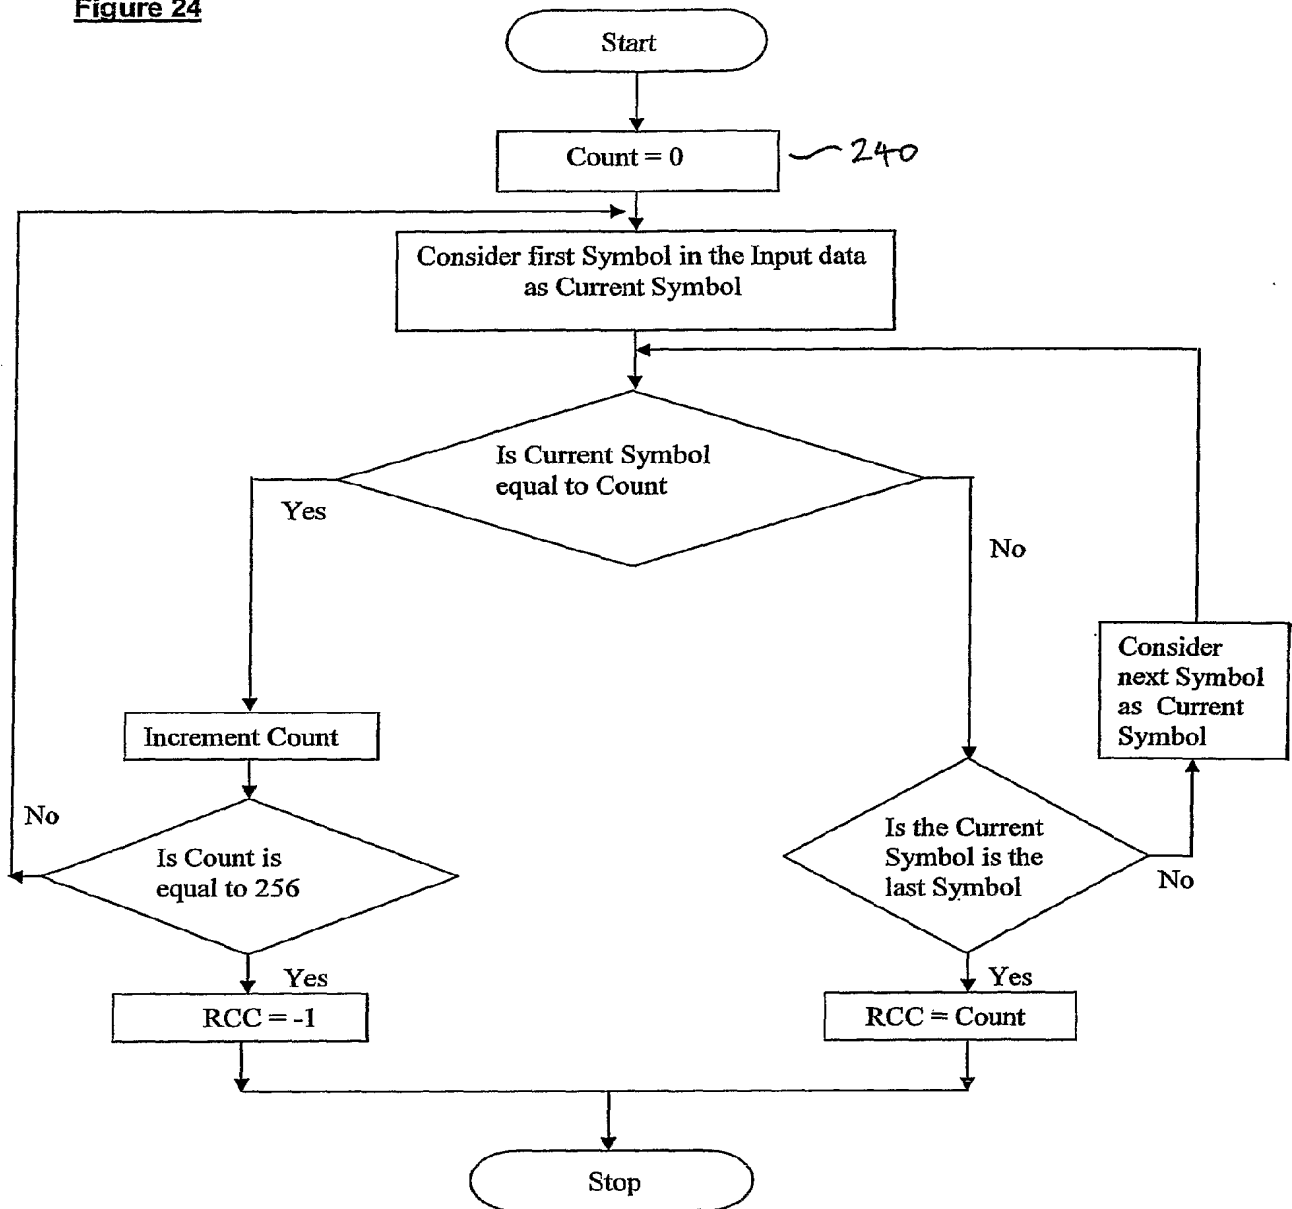 Figure 24
Start
Count = 0
240
Consider first Symbol in the Input data
as Current Symbol
Is Current Symbol
equal to Count
Yes
No
Consider
next Symbol
as Current
Symbol
Increment Count
No
Is Count is
equal to 256
Is the Current
Symbol is the
last Symbol
No
Yes
Yes
RCC = -1
RCC = Count
Stop